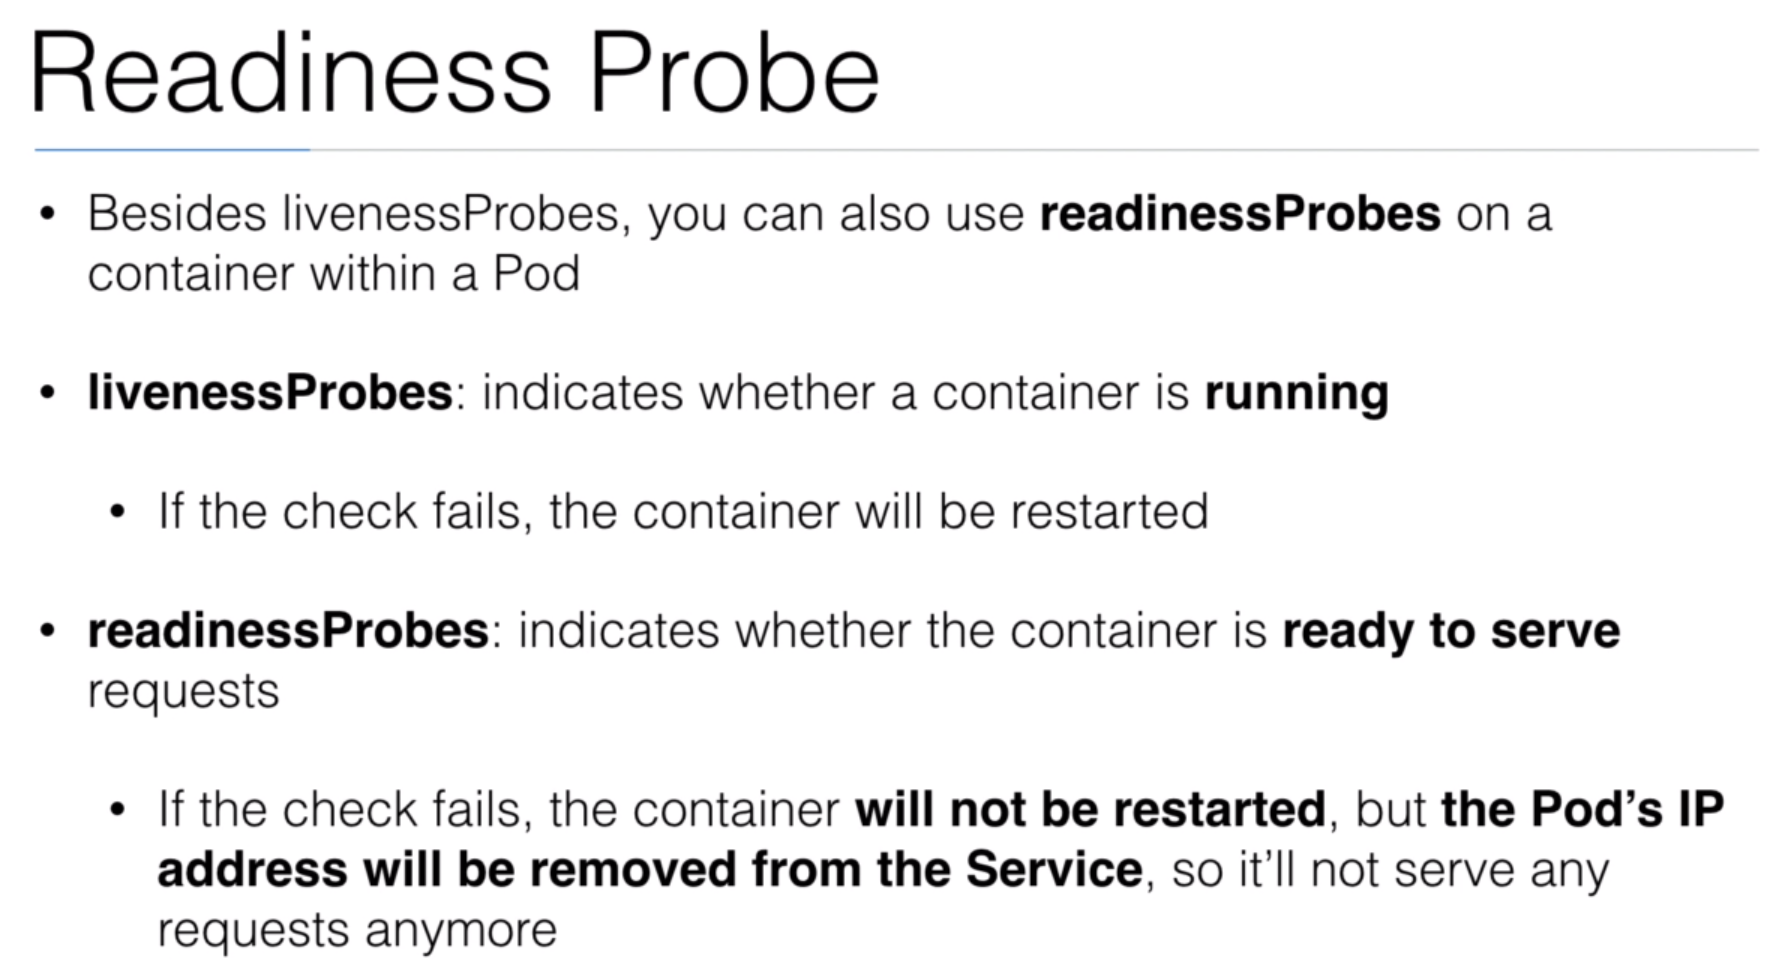 Readiness Probe
• Besides livenessProbes, you can also use readinessProbes on a
container within a Pod
• livenessProbes: indicates whether a container is running
• If the check fails, the container will be restarted
• readinessProbes: indicates whether the container is ready to serve
requests
• If the check fails, the container will not be restarted, but the Pod’s IP
address will be removed from the Service, so it’ll not serve any
requests anymore